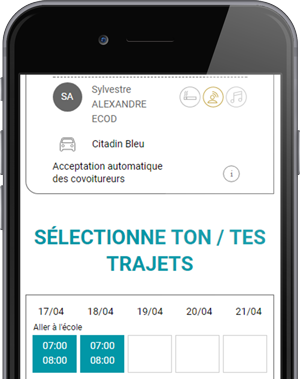 SA
Sylvestre
ALEXANDRE
ECOD
Citadin Bleu
Acceptation automatique
des covoitureurs
i
SÉLECTIONNE TON / TES
TRAJETS
17/04 18/04 19/04 20/04 21/04
Aller à l'école
07:00 07:00
08:00 08:00